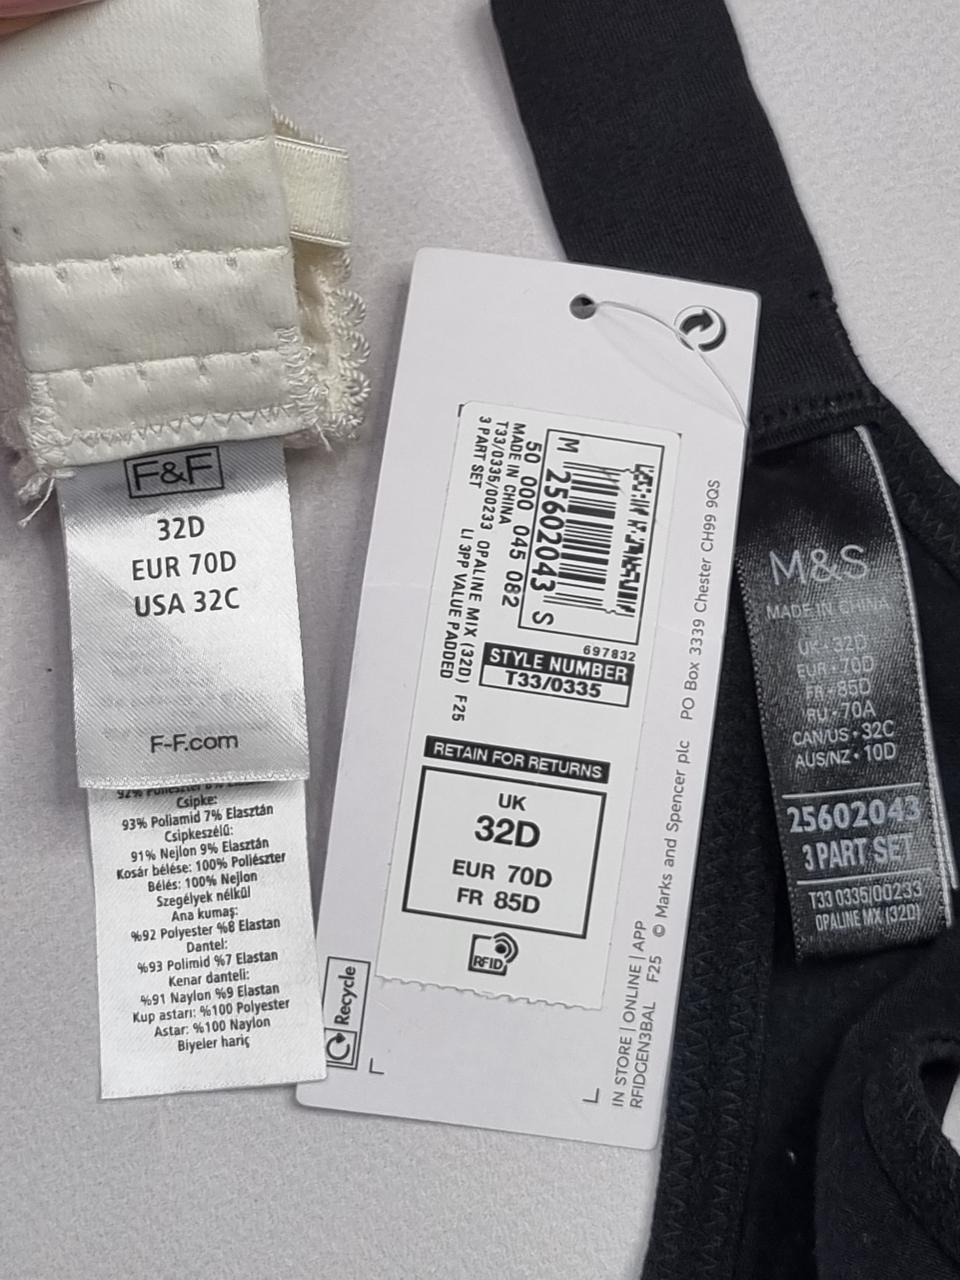 F&F
32D
EUR 70D
USA 32C
F-F.com
Csipke:
93% Poliamid 7% Elasztán
Csipkeszélű:
91% Nejlon 9% Elasztán
Kosár bélése: 100% Poliészter
Bélés: 100% Nejlon
Szegélyek nélkül
Ana kumaş:
%92 Polyester %8 Elastan
Dantel:
%93 Polimid %7 Elastan
Kenar danteli:
%91 Naylon %9 Elastan
Kup astarı: %100 Polyester
Astar: %100 Naylon
Biyeler hariç
M 25602043 S
50 000 045 082
MADE IN CHINA
T33/0335/00233 OPALINE MIX (32D) F25
3 PART SET LI 3PP VALUE PADDED
697832
STYLE NUMBER
T33/0335
RETAIN FOR RETURNS
UK
32D
EUR 70D
FR 85D
RFID
Recycle
IN STORE | ONLINE | APP
RFIDGEN3BAL F25 © Marks and Spencer plc PO Box 3339 Chester CH99 9QS
M&S
MADE IN CHINA
UK • 32D
EUR • 70D
FR • 85D
RU • 70A
CAN/US • 32C
AUS/NZ • 10D
25602043
3 PART SET
T33 0335/00233
OPALINE MX (32D)